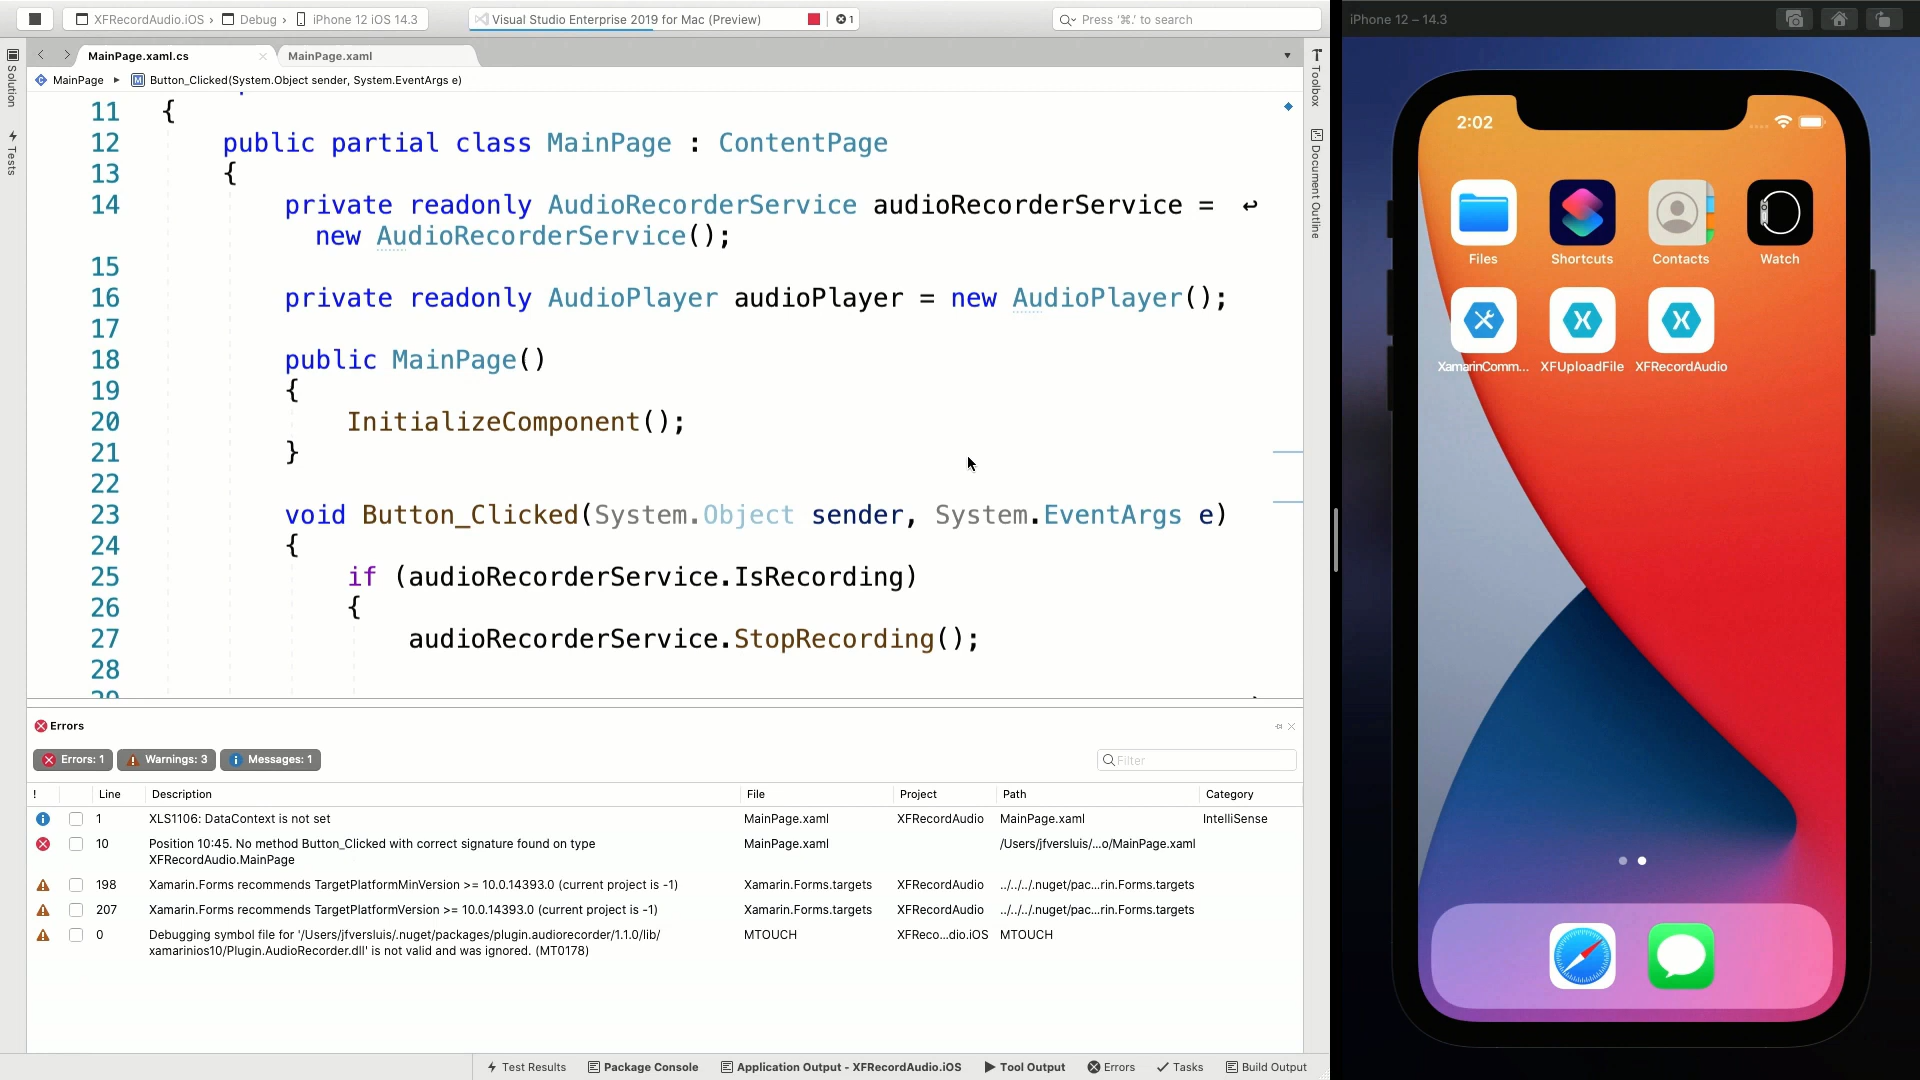 XFRecordAudio.iOS > Debug > iPhone 12 iOS 14.3
Visual Studio Enterprise 2019 for Mac (Preview)
1
Press '⌘.' to search
MainPage.xaml.cs
MainPage.xaml
MainPage ▸ Button_Clicked(System.Object sender, System.EventArgs e)
Solution
Tests
Toolbox
Document Outline
11 {
12 public partial class MainPage : ContentPage
13 {
14 private readonly AudioRecorderService audioRecorderService = ↩
new AudioRecorderService();
15
16 private readonly AudioPlayer audioPlayer = new AudioPlayer();
17
18 public MainPage()
19 {
20 InitializeComponent();
21 }
22
23 void Button_Clicked(System.Object sender, System.EventArgs e)
24 {
25 if (audioRecorderService.IsRecording)
26 {
27 audioRecorderService.StopRecording();
28
29
Errors
Errors: 1 Warnings: 3 Messages: 1
Filter
! Line Description File Project Path Category
1 XLS1106: DataContext is not set MainPage.xaml XFRecordAudio MainPage.xaml IntelliSense
10 Position 10:45. No method Button_Clicked with correct signature found on type MainPage.xaml /Users/jfversluis/...o/MainPage.xaml
XFRecordAudio.MainPage
198 Xamarin.Forms recommends TargetPlatformMinVersion >= 10.0.14393.0 (current project is -1) Xamarin.Forms.targets XFRecordAudio ../../../.nuget/pac...rin.Forms.targets
207 Xamarin.Forms recommends TargetPlatformVersion >= 10.0.14393.0 (current project is -1) Xamarin.Forms.targets XFRecordAudio ../../../.nuget/pac...rin.Forms.targets
0 Debugging symbol file for '/Users/jfversluis/.nuget/packages/plugin.audiorecorder/1.1.0/lib/ MTOUCH XFReco...dio.iOS MTOUCH
xamarinios10/Plugin.AudioRecorder.dll' is not valid and was ignored. (MT0178)
Test Results Package Console Application Output - XFRecordAudio.iOS Tool Output Errors Tasks Build Output
iPhone 12 – 14.3
2:02
Files Shortcuts Contacts Watch
XamarinComm... XFUploadFile XFRecordAudio